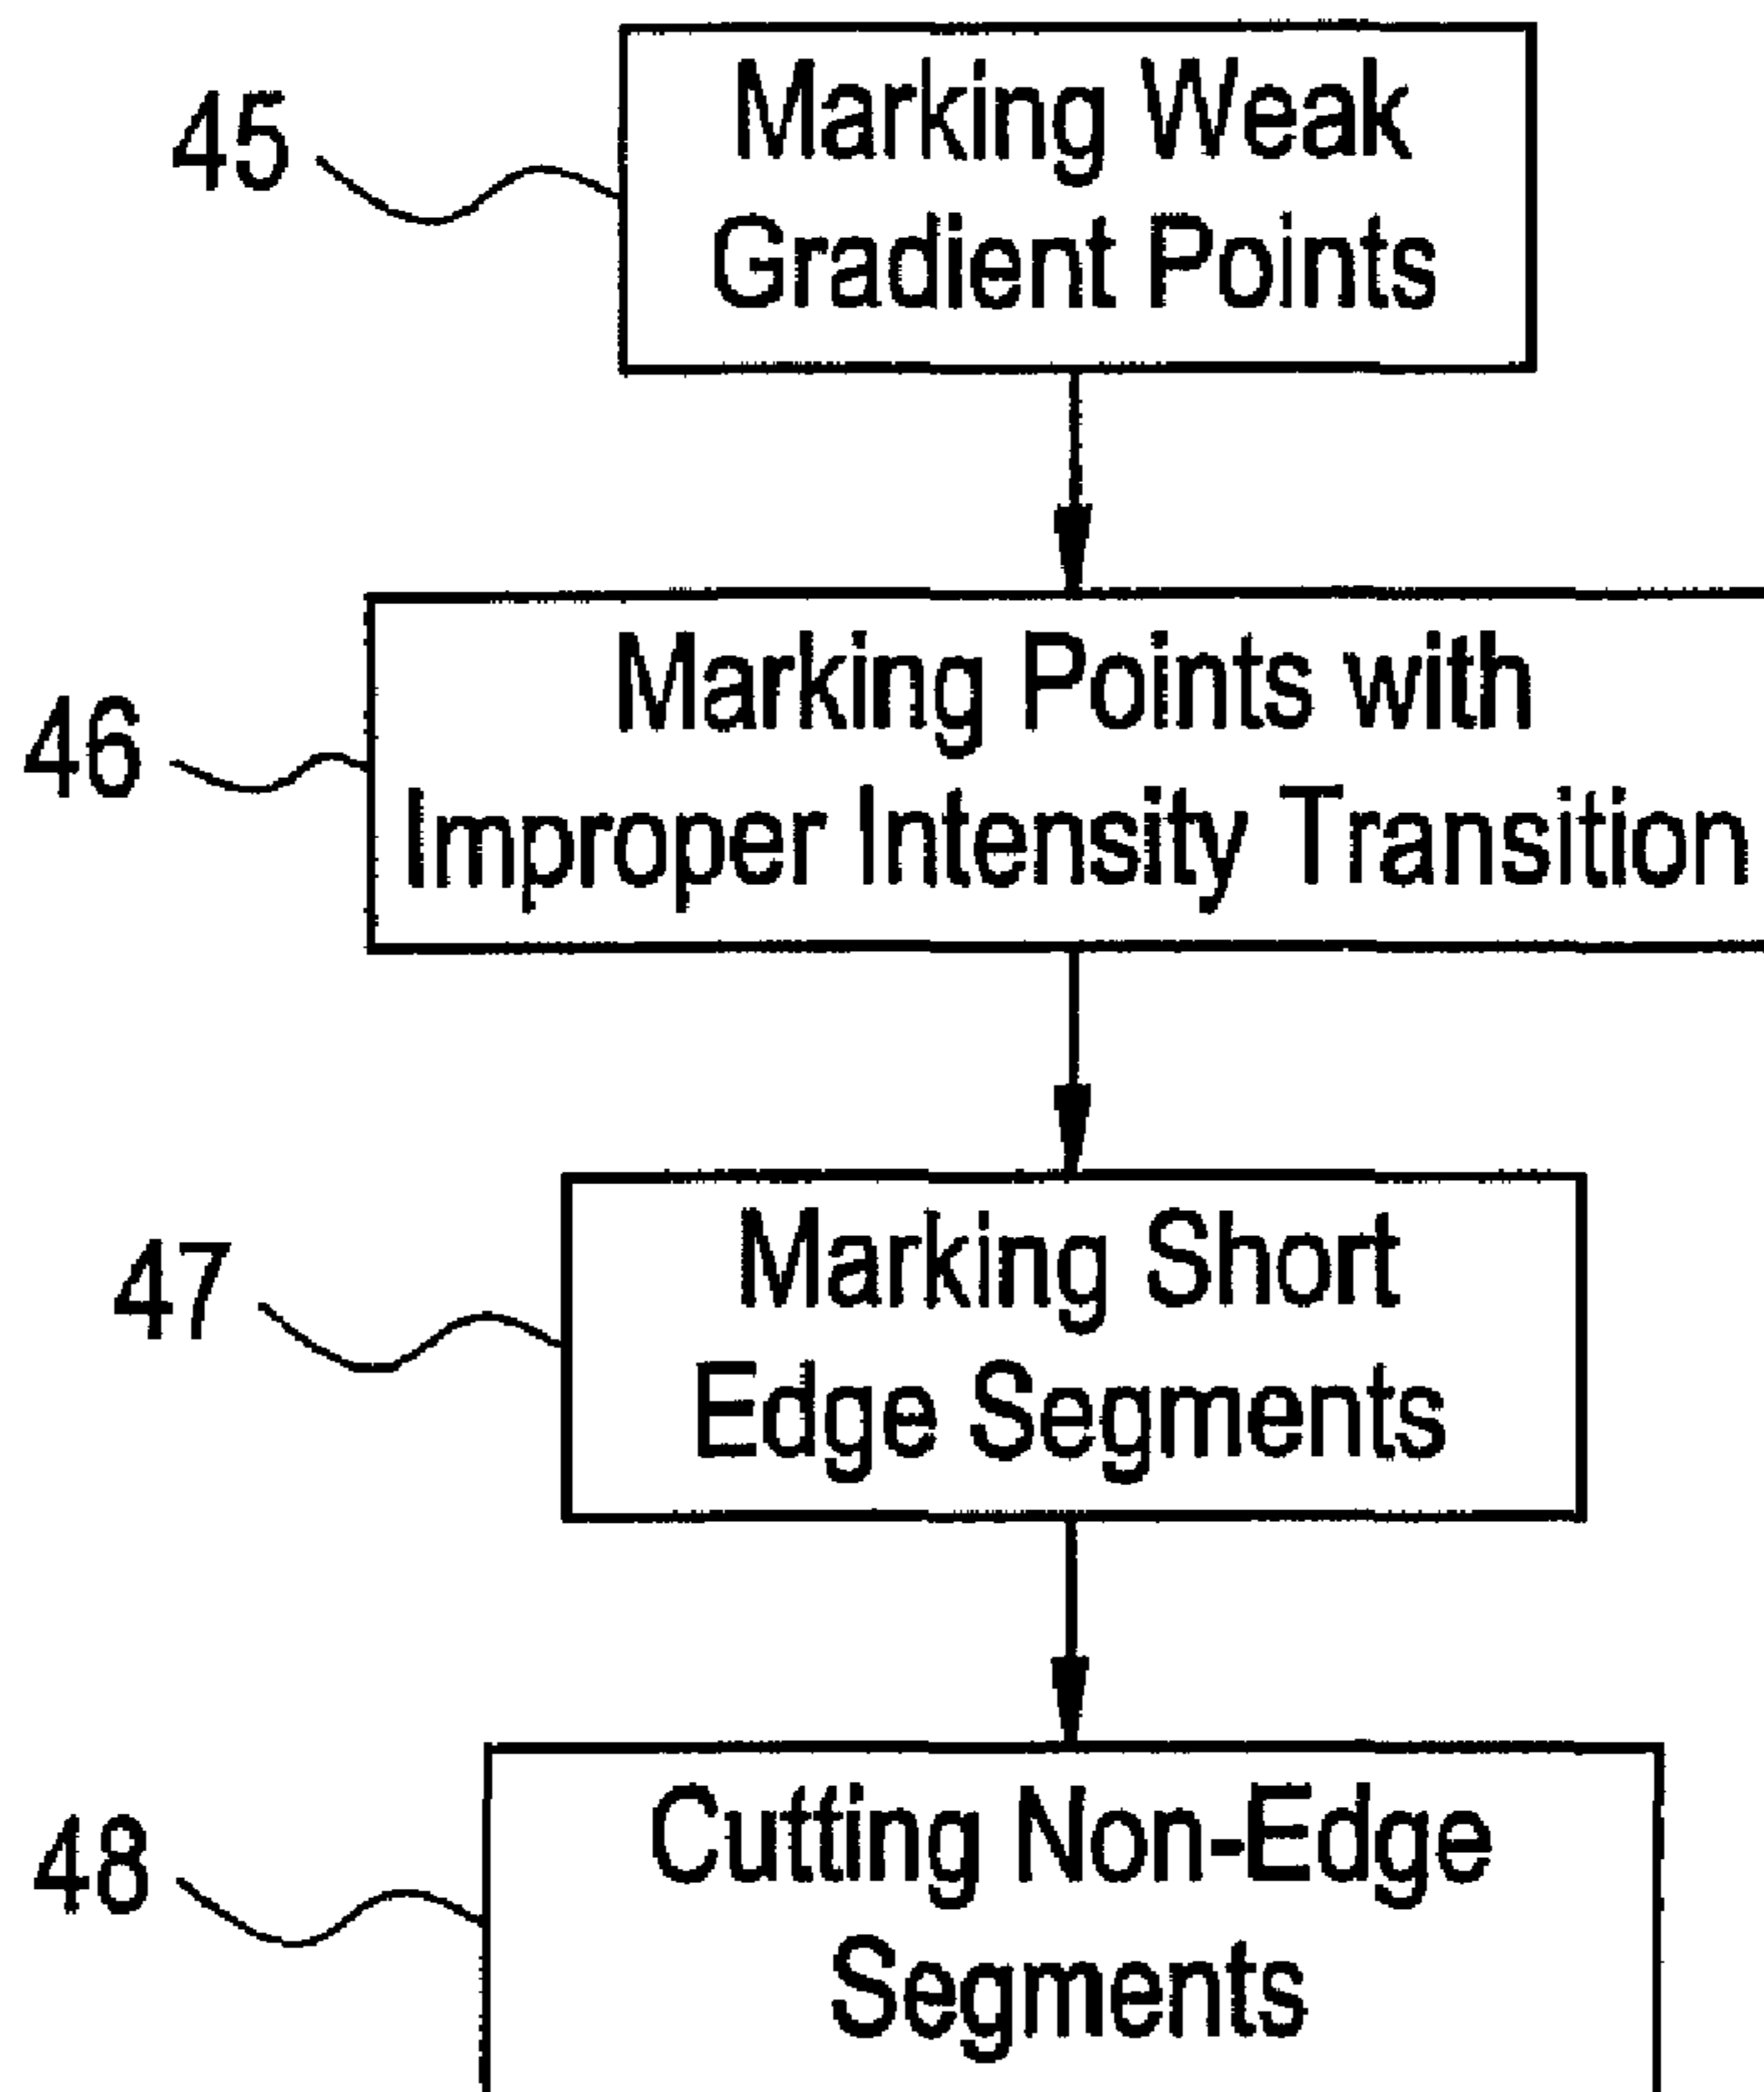 45
Marking Weak
Gradient Points
46
Marking Points with
Improper Intensity Transition
47
Marking Short
Edge Segments
48
Cutting Non-Edge
Segments